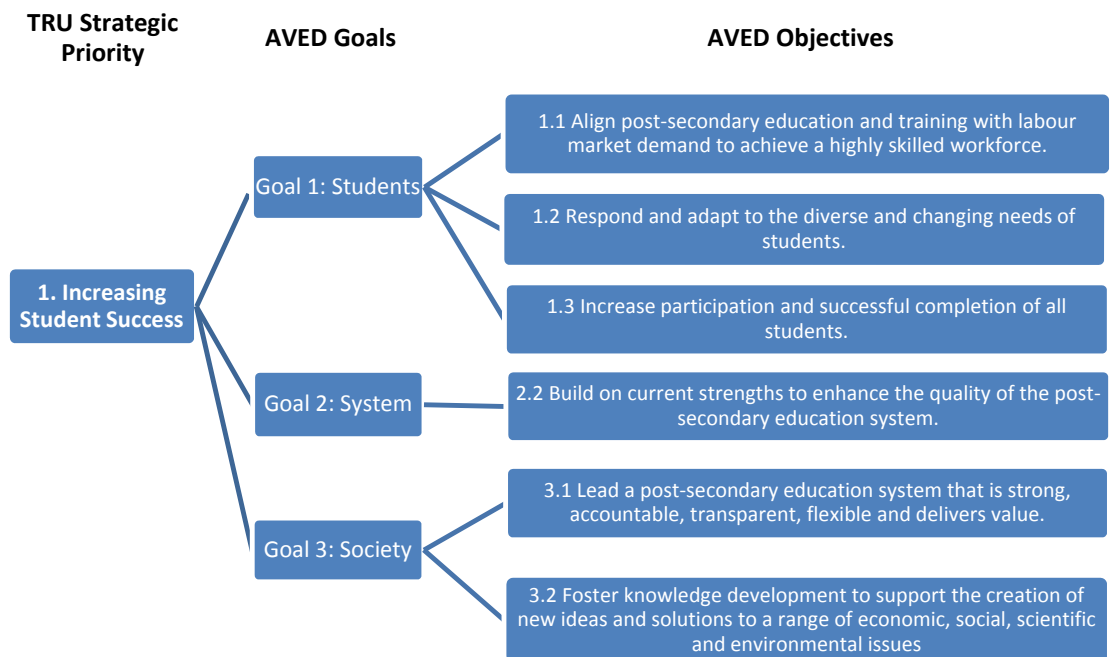 TRU Strategic
Priority
AVED Goals
AVED Objectives
1. Increasing
Student Success
Goal 1: Students
1.1 Align post-secondary education and training with labour
market demand to achieve a highly skilled workforce.
1.2 Respond and adapt to the diverse and changing needs of
students.
1.3 Increase participation and successful completion of all
students.
Goal 2: System
2.2 Build on current strengths to enhance the quality of the post-
secondary education system.
Goal 3: Society
3.1 Lead a post-secondary education system that is strong,
accountable, transparent, flexible and delivers value.
3.2 Foster knowledge development to support the creation of
new ideas and solutions to a range of economic, social, scientific
and environmental issues